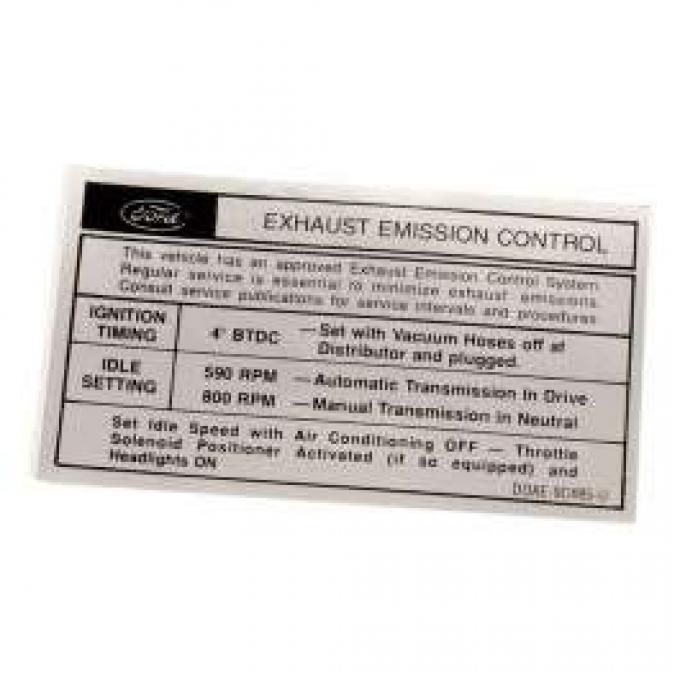 Ford
EXHAUST EMISSION CONTROL
This vehicle has an approved Exhaust Emission Control System
Regular service is essential to minimize exhaust emissions
Consult service publications for service intervals and procedures
IGNITION TIMING
4° BTDC — Set with Vacuum Hoses off at
Distributor and plugged.
IDLE SETTING
590 RPM — Automatic Transmission In Drive
800 RPM — Manual Transmission in Neutral
Set Idle Speed with Air Conditioning OFF — Throttle
Solenoid Positioner Activated (if so equipped) and
Headlights ON